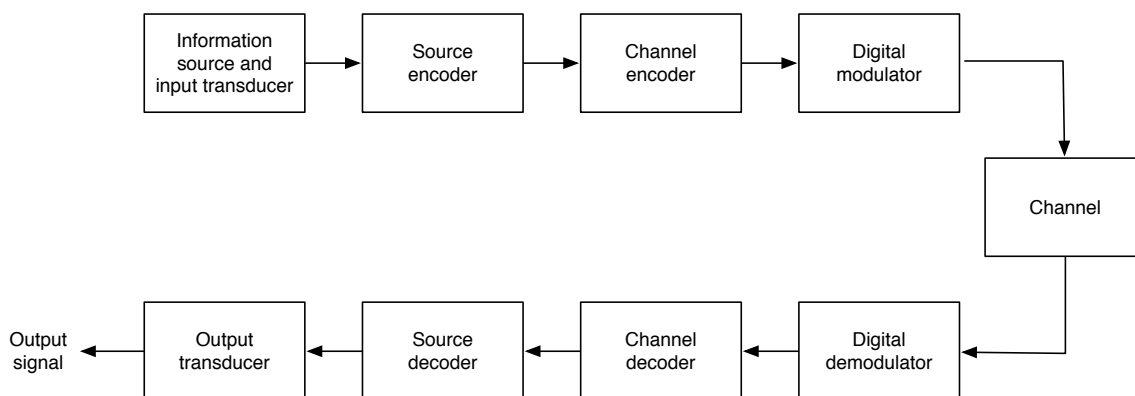 Information
source and
input transducer
Source
encoder
Channel
encoder
Digital
modulator
Channel
Output
signal
Output
transducer
Source
decoder
Channel
decoder
Digital
demodulator